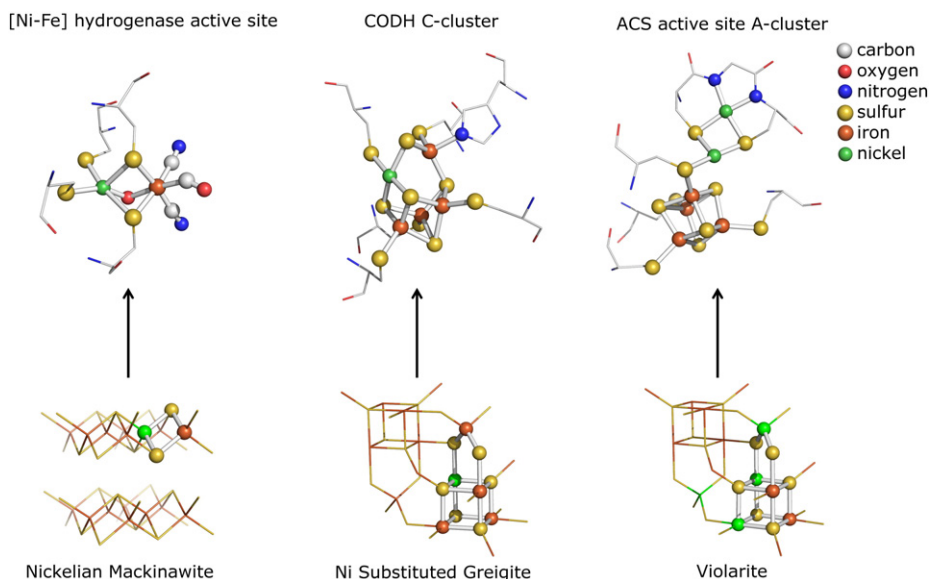 [Ni-Fe] hydrogenase active site
CODH C-cluster
ACS active site A-cluster
carbon
oxygen
nitrogen
sulfur
iron
nickel
Nickelian Mackinawite
Ni Substituted Greigite
Violarite